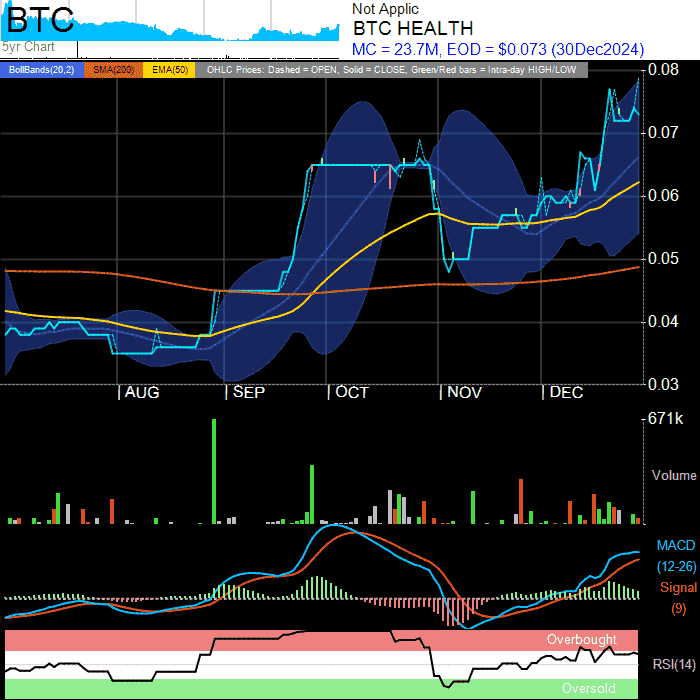 BTC
5yr Chart
Not Applic
BTC HEALTH
MC = 23.7M, EOD = $0.073 (30Dec2024)
BollBands(20,2) SMA(200) EMA(50) OHLC Prices: Dashed = OPEN, Solid = CLOSE, Green/Red bars = Intra-day HIGH/LOW
0.08
0.07
0.06
0.05
0.04
0.03
AUG SEP OCT NOV DEC
671k
Volume
MACD
(12-26)
Signal
(9)
Overbought
RSI(14)
Oversold